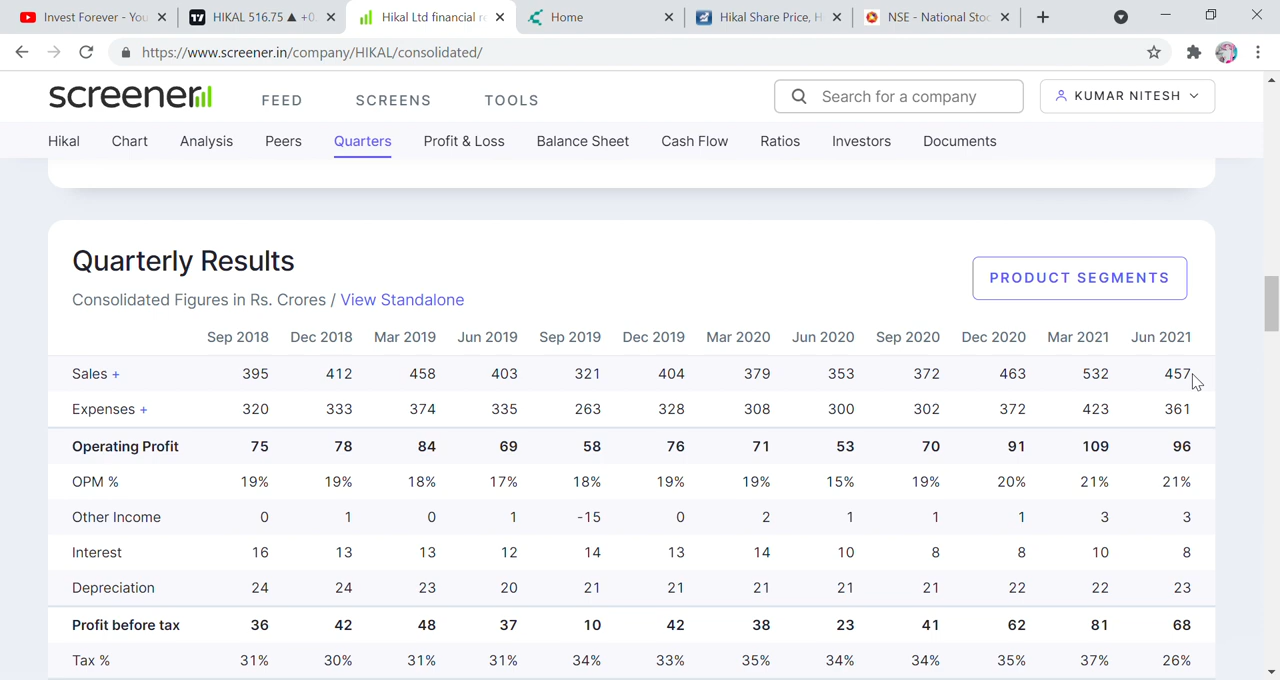 Invest Forever - You
HIKAL 516.75 ▲ +0.
Hikal Ltd financial r
Home
Hikal Share Price, H
NSE - National Stoc
https://www.screener.in/company/HIKAL/consolidated/
screener
FEED SCREENS TOOLS
Search for a company
KUMAR NITESH
Hikal Chart Analysis Peers Quarters Profit & Loss Balance Sheet Cash Flow Ratios Investors Documents
Quarterly Results
PRODUCT SEGMENTS
Consolidated Figures in Rs. Crores / View Standalone
Sep 2018 Dec 2018 Mar 2019 Jun 2019 Sep 2019 Dec 2019 Mar 2020 Jun 2020 Sep 2020 Dec 2020 Mar 2021 Jun 2021
Sales + 395 412 458 403 321 404 379 353 372 463 532 457
Expenses + 320 333 374 335 263 328 308 300 302 372 423 361
Operating Profit 75 78 84 69 58 76 71 53 70 91 109 96
OPM % 19% 19% 18% 17% 18% 19% 19% 15% 19% 20% 21% 21%
Other Income 0 1 0 1 -15 0 2 1 1 1 3 3
Interest 16 13 13 12 14 13 14 10 8 8 10 8
Depreciation 24 24 23 20 21 21 21 21 21 22 22 23
Profit before tax 36 42 48 37 10 42 38 23 41 62 81 68
Tax % 31% 30% 31% 31% 34% 33% 35% 34% 34% 35% 37% 26%